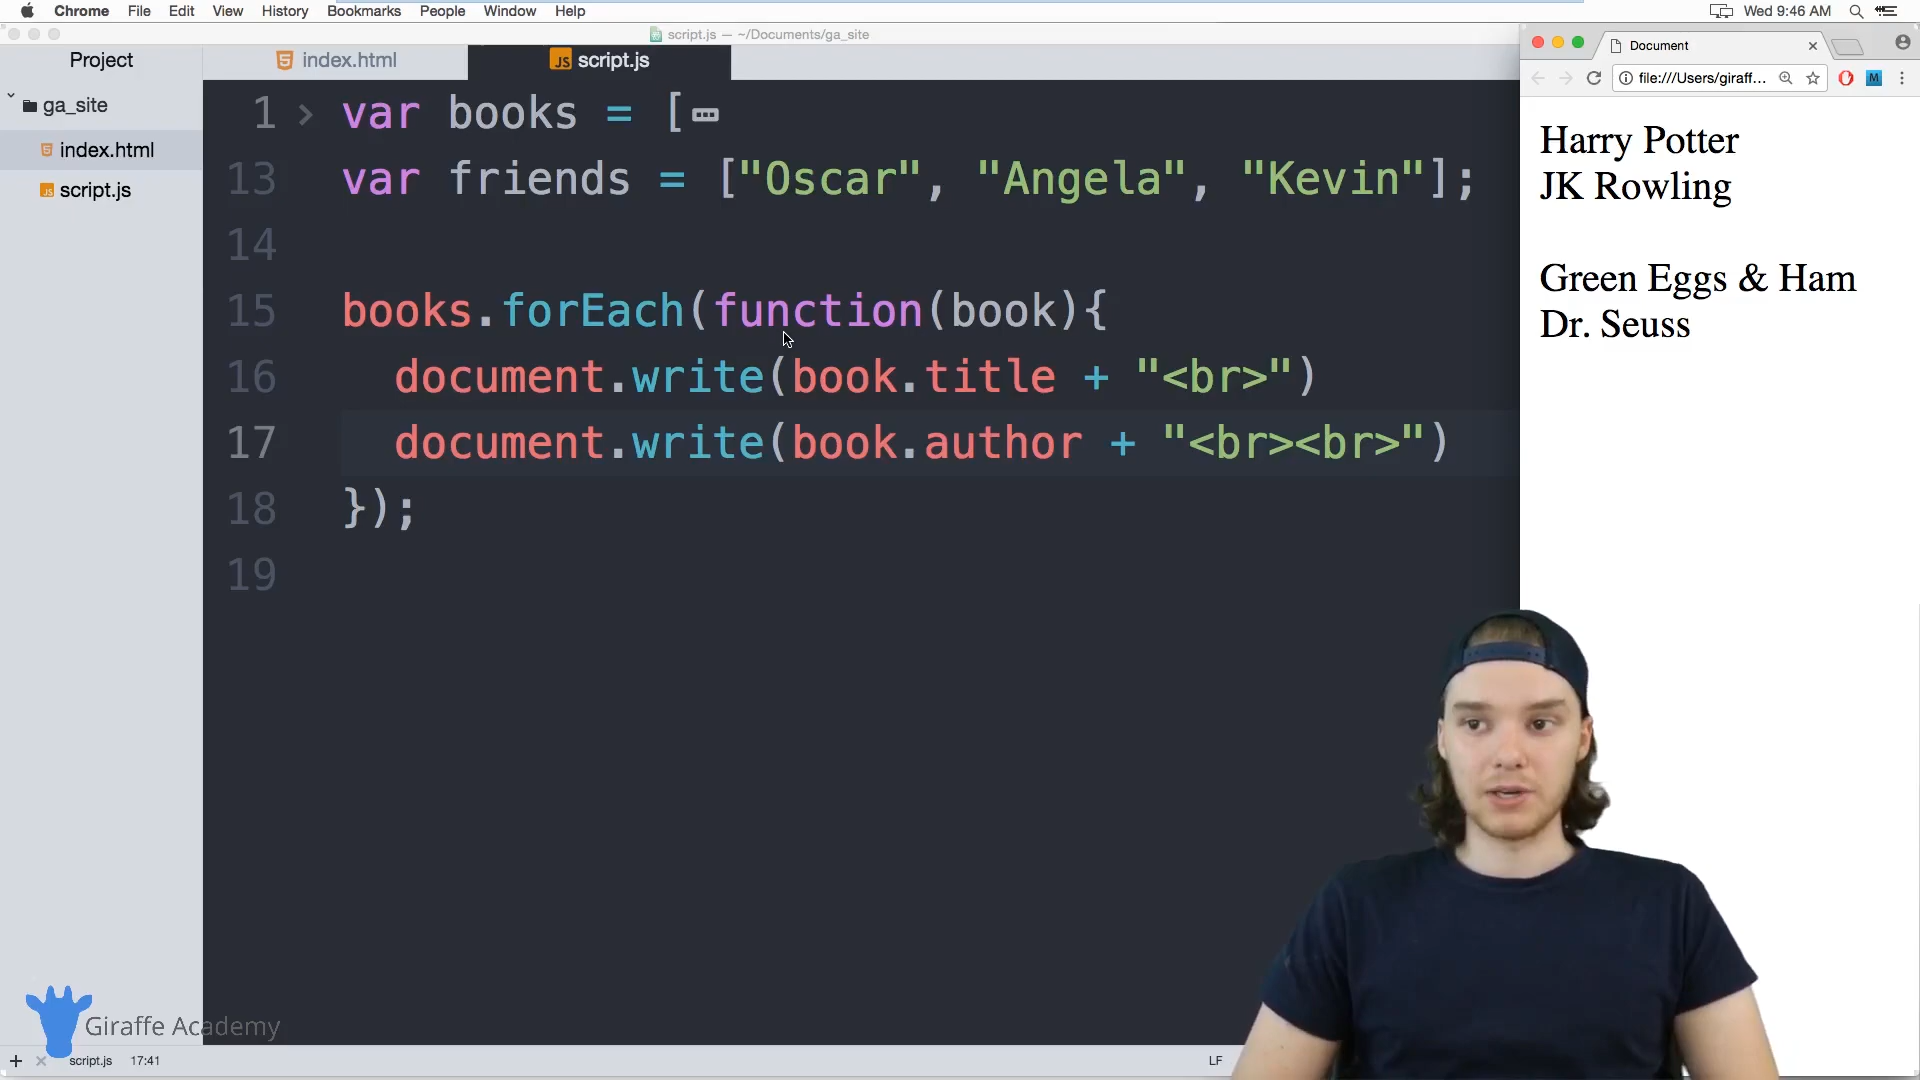 Chrome File Edit View History Bookmarks People Window Help
Wed 9:46 AM
script.js — ~/Documents/ga_site
Project
index.html
script.js
Document
ga_site
file:///Users/giraff...
index.html
script.js
1 > var books = [
13 var friends = ["Oscar", "Angela", "Kevin"];
14
15 books.forEach(function(book){
16 document.write(book.title + "<br>")
17 document.write(book.author + "<br><br>")
18 });
19
Harry Potter
JK Rowling
Green Eggs & Ham
Dr. Seuss
Giraffe Academy
script.js 17:41
LF